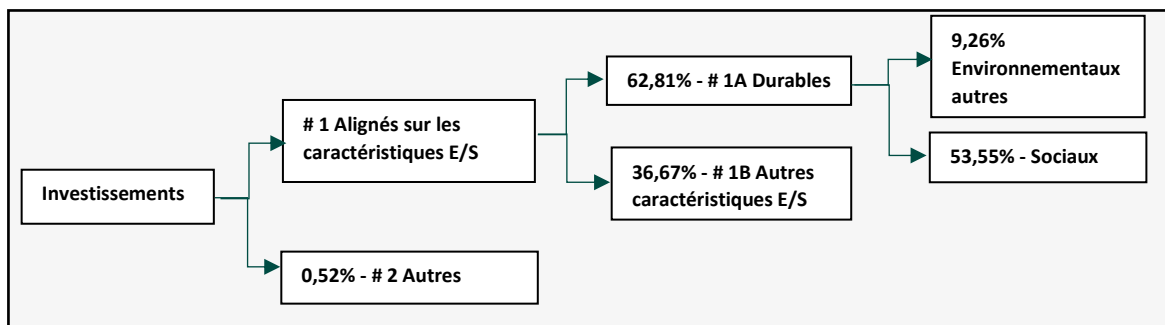 Investissements
# 1 Alignés sur les
caractéristiques E/S
0,52% - # 2 Autres
62,81% - # 1A Durables
36,67% - # 1B Autres
caractéristiques E/S
9,26%
Environnementaux
autres
53,55% - Sociaux